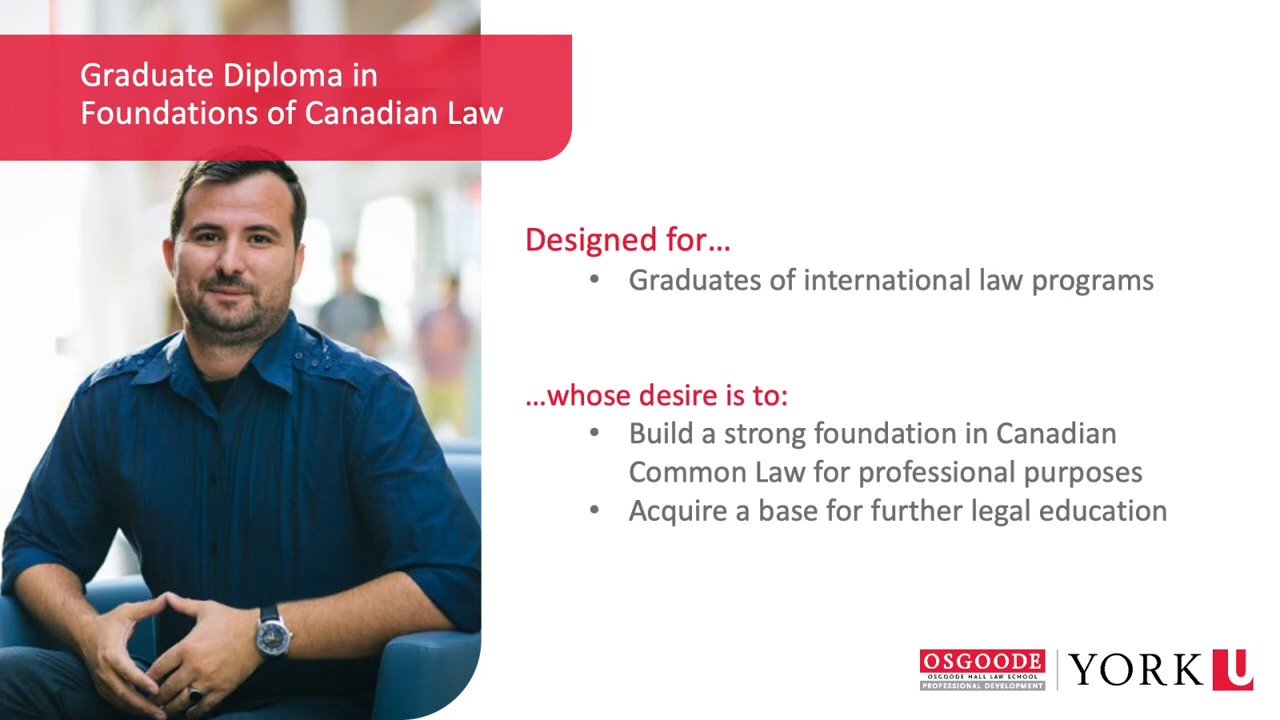 Graduate Diploma in
Foundations of Canadian Law
Designed for…
• Graduates of international law programs
…whose desire is to:
• Build a strong foundation in Canadian
Common Law for professional purposes
• Acquire a base for further legal education
OSGOODE
OSGOODE HALL LAW SCHOOL
PROFESSIONAL DEVELOPMENT
YORK U